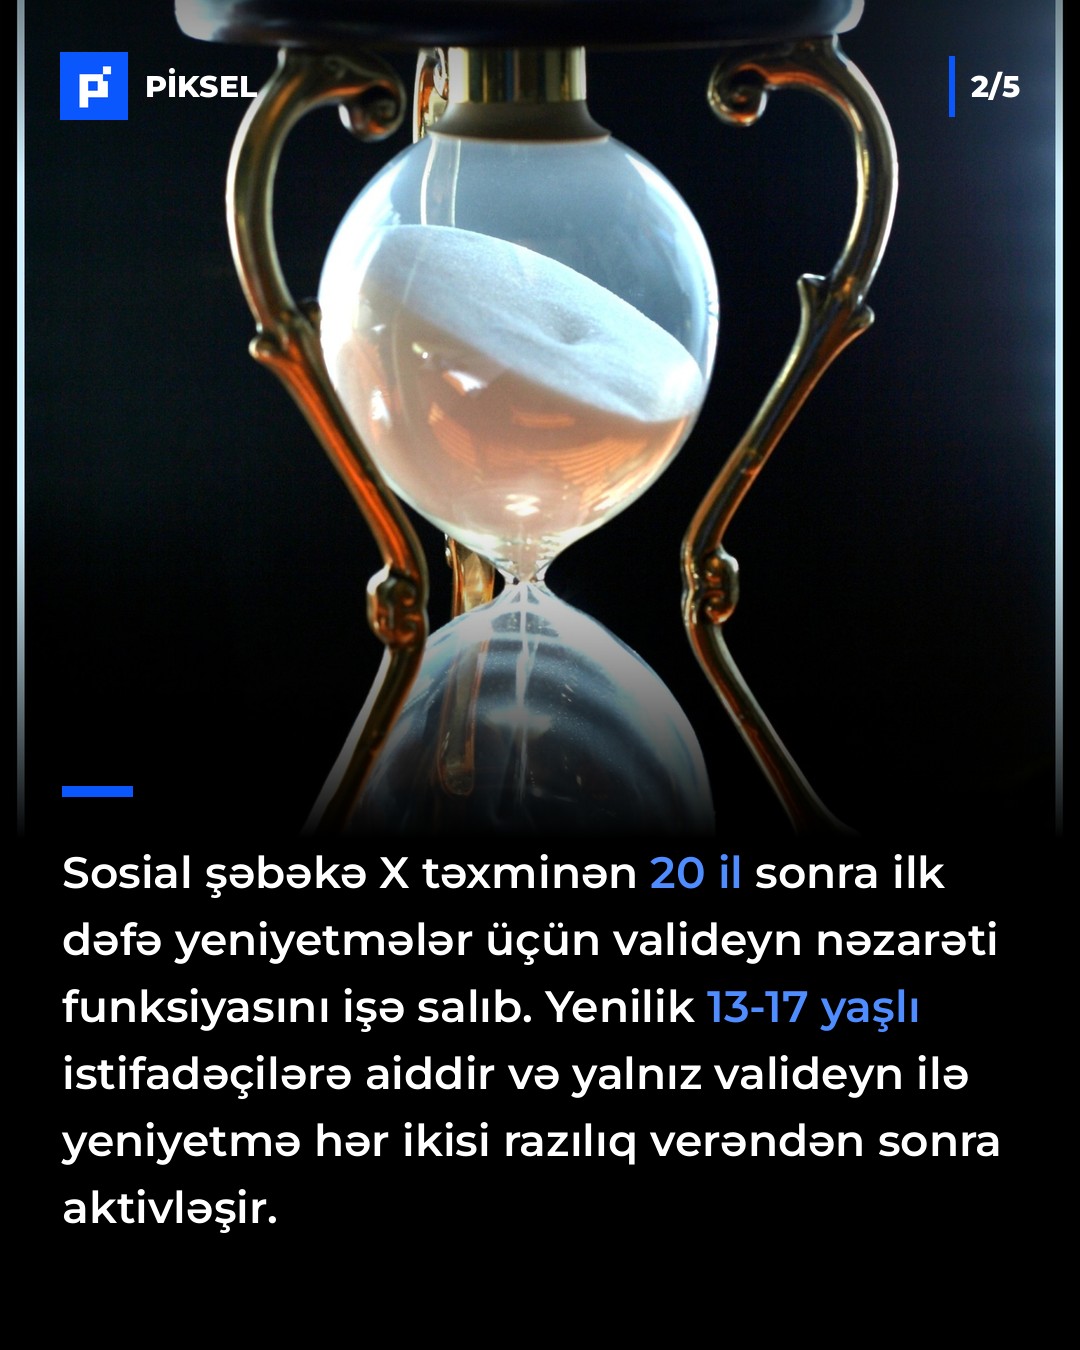 PİKSEL
2/5
Sosial şəbəkə X təxminən 20 il sonra ilk
dəfə yeniyetmələr üçün valideyn nəzarəti
funksiyasını işə salıb. Yenilik 13-17 yaşlı
istifadəçilərə aiddir və yalnız valideyn ilə
yeniyetmə hər ikisi razılıq verəndən sonra
aktivləşir.